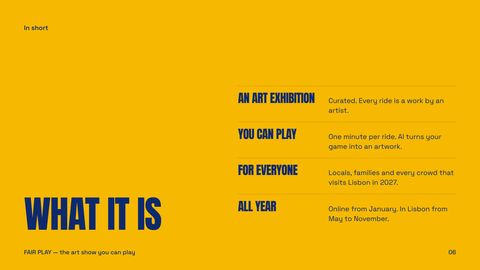 In short
WHAT IT IS
AN ART EXHIBITION
Curated. Every ride is a work by an
artist.
YOU CAN PLAY
One minute per ride. AI turns your
game into an artwork.
FOR EVERYONE
Locals, families and every crowd that
visits Lisbon in 2027.
ALL YEAR
Online from January. In Lisbon from
May to November.
FAIR PLAY — the art show you can play
06